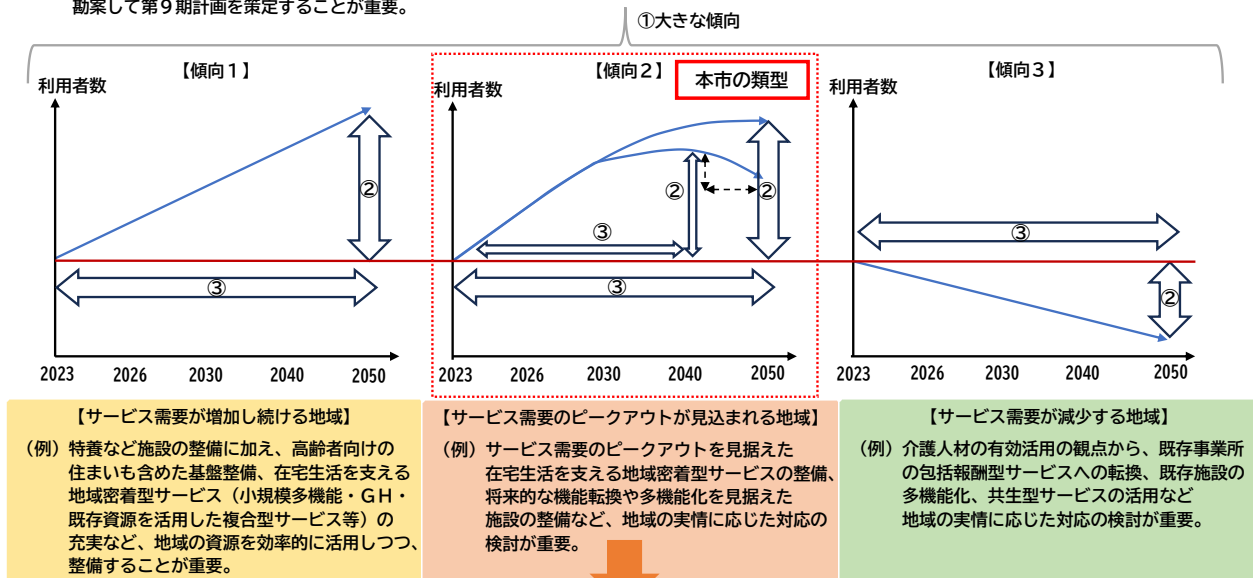 勘案して第９期計画を策定することが重要。
①大きな傾向
【傾向１】
【傾向２】
本市の類型
【傾向３】
利用者数
利用者数
利用者数
②
②
②
③
③
③
③
②
2023 2026 2030 2040 2050
2023 2026 2030 2040 2050
2023 2026 2030 2040 2050
【サービス需要が増加し続ける地域】
（例）特養など施設の整備に加え、高齢者向けの
住まいも含めた基盤整備、在宅生活を支える
地域密着型サービス（小規模多機能・ＧＨ・
既存資源を活用した複合型サービス等）の
充実など、地域の資源を効率的に活用しつつ、
整備することが重要。
【サービス需要のピークアウトが見込まれる地域】
（例）サービス需要のピークアウトを見据えた
在宅生活を支える地域密着型サービスの整備、
将来的な機能転換や多機能化を見据えた
施設の整備など、地域の実情に応じた対応の
検討が重要。
【サービス需要が減少する地域】
（例）介護人材の有効活用の観点から、既存事業所
の包括報酬型サービスへの転換、既存施設の
多機能化、共生型サービスの活用など
地域の実情に応じた対応の検討が重要。